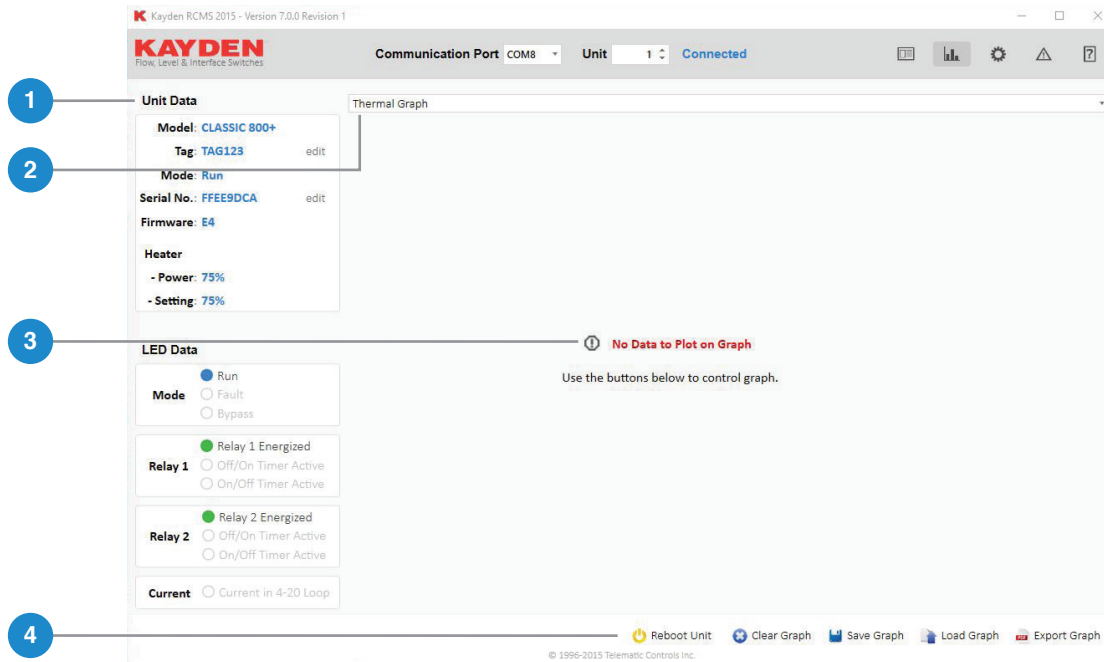 Kayden RCMS 2015 - Version 7.0.0 Revision 1
KAYDEN
Flow, Level & Interface Switches
Communication Port COM8 Unit 1 Connected
1
Unit Data
Thermal Graph
Model: CLASSIC 800+
Tag: TAG123 edit
2
Mode: Run
Serial No.: FFEE9DCA edit
Firmware: E4
Heater
- Power: 75%
- Setting: 75%
3
No Data to Plot on Graph
Use the buttons below to control graph.
LED Data
Mode
Run
Fault
Bypass
Relay 1
Relay 1 Energized
Off/On Timer Active
On/Off Timer Active
Relay 2
Relay 2 Energized
Off/On Timer Active
On/Off Timer Active
Current
Current in 4-20 Loop
4
Reboot Unit Clear Graph Save Graph Load Graph Export Graph
© 1996-2015 Telematic Controls Inc.